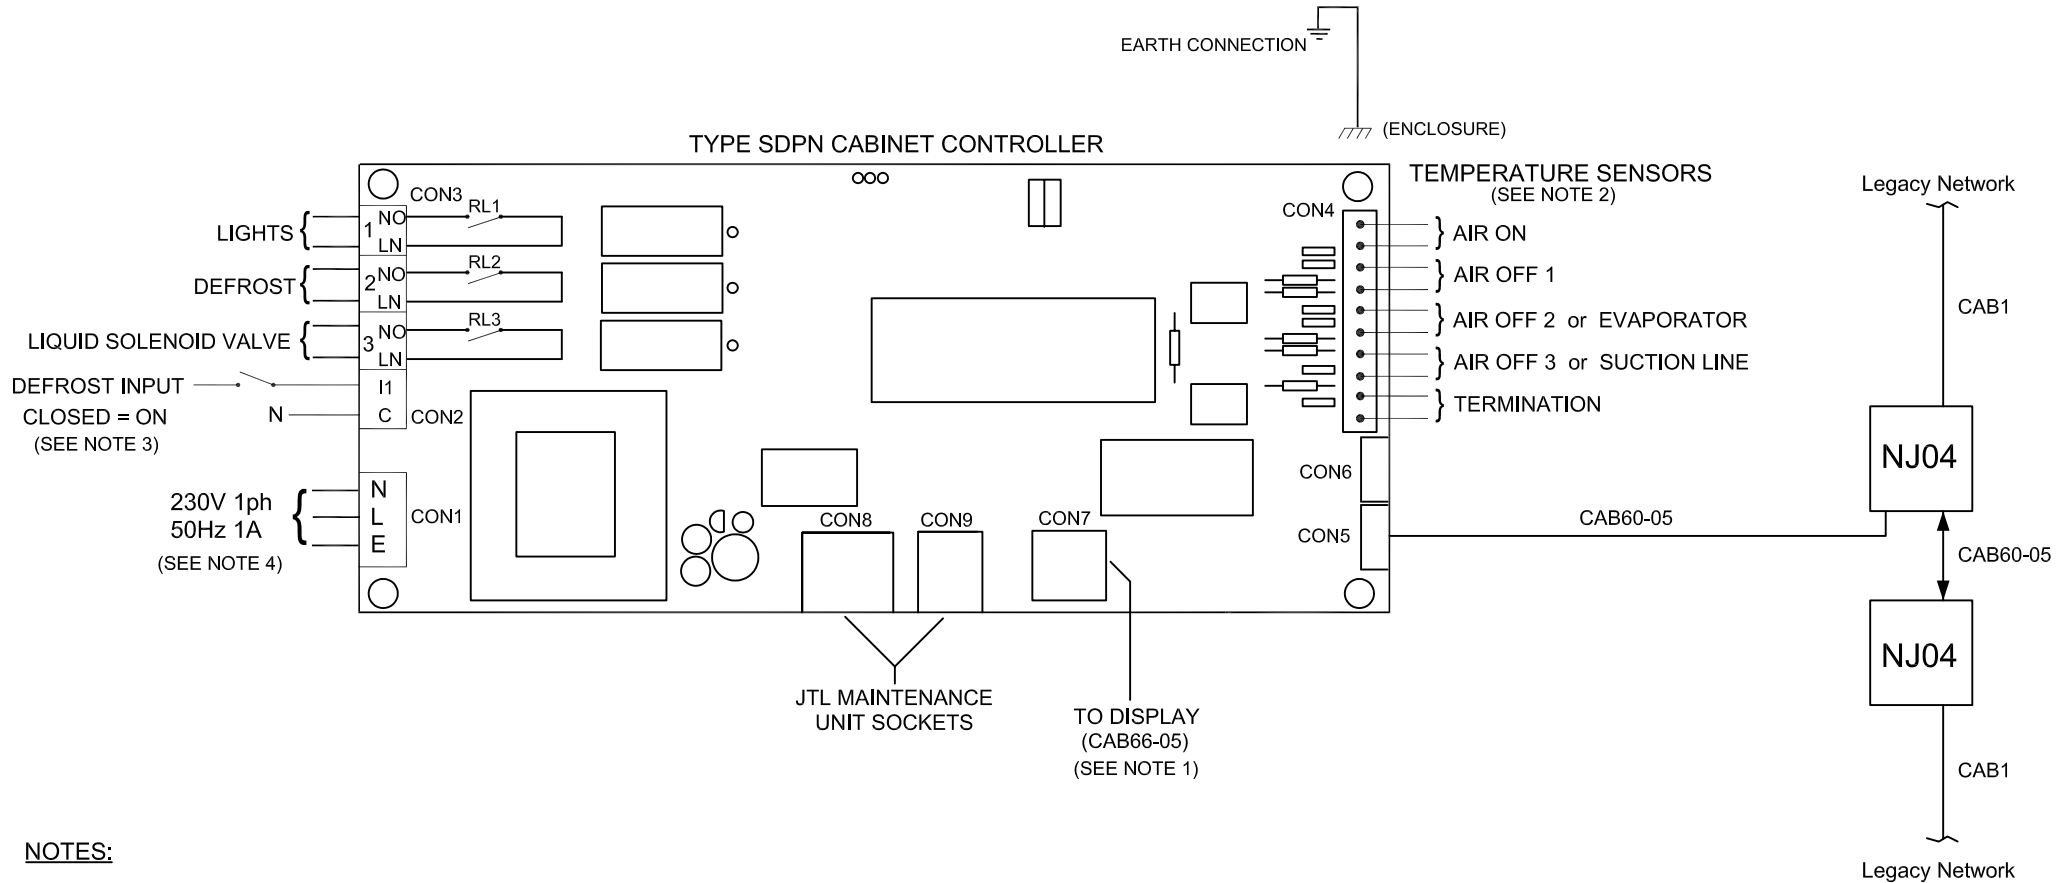 EARTH CONNECTION
(ENCLOSURE)
TYPE SDPN CABINET CONTROLLER
TEMPERATURE SENSORS
(SEE NOTE 2)
Legacy Network
CON3
CON4
LIGHTS
1
NO
LN
RL1
AIR ON
DEFROST
2
NO
LN
RL2
AIR OFF 1
CAB1
LIQUID SOLENOID VALVE
3
NO
LN
RL3
AIR OFF 2 or EVAPORATOR
AIR OFF 3 or SUCTION LINE
TERMINATION
DEFROST INPUT
I1
CLOSED = ON
N
C
CON2
(SEE NOTE 3)
NJ04
CON6
230V 1ph
50Hz 1A
(SEE NOTE 4)
N
L
E
CON1
CON8
CON9
CON7
CON5
CAB60-05
CAB60-05
NJ04
JTL MAINTENANCE
UNIT SOCKETS
TO DISPLAY
(CAB66-05)
(SEE NOTE 1)
CAB1
NOTES:
Legacy Network